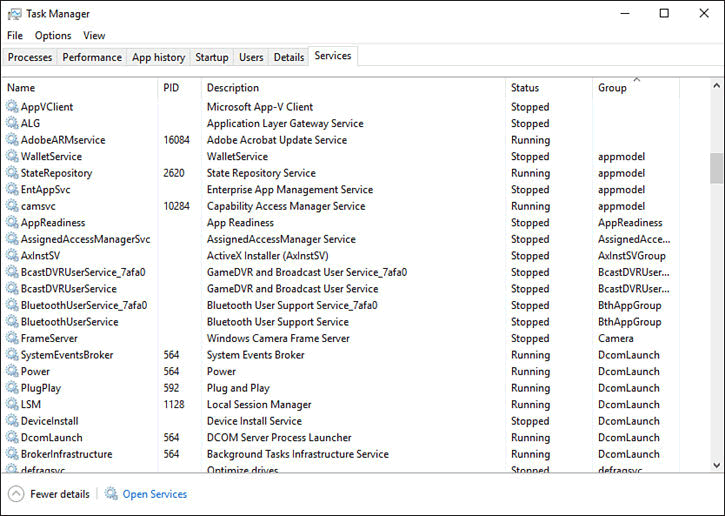 Task Manager
File Options View
Processes Performance App history Startup Users Details Services
Name PID Description Status Group
AppVClient Microsoft App-V Client Stopped
ALG Application Layer Gateway Service Stopped
AdobeARMservice 16084 Adobe Acrobat Update Service Running
WalletService WalletService Stopped appmodel
StateRepository 2620 State Repository Service Running appmodel
EntAppSvc Enterprise App Management Service Stopped appmodel
camsvc 10284 Capability Access Manager Service Running appmodel
AppReadiness App Readiness Stopped AppReadiness
AssignedAccessManagerSvc AssignedAccessManager Service Stopped AssignedAcce...
AxInstSV ActiveX Installer (AxInstSV) Stopped AxInstSVGroup
BcastDVRUserService_7afa0 GameDVR and Broadcast User Service_7afa0 Stopped BcastDVRUser...
BcastDVRUserService GameDVR and Broadcast User Service Stopped BcastDVRUser...
BluetoothUserService_7afa0 Bluetooth User Support Service_7afa0 Stopped BthAppGroup
BluetoothUserService Bluetooth User Support Service Stopped BthAppGroup
FrameServer Windows Camera Frame Server Stopped Camera
SystemEventsBroker 564 System Events Broker Running DcomLaunch
Power 564 Power Running DcomLaunch
PlugPlay 592 Plug and Play Running DcomLaunch
LSM 1128 Local Session Manager Running DcomLaunch
DeviceInstall Device Install Service Stopped DcomLaunch
DcomLaunch 564 DCOM Server Process Launcher Running DcomLaunch
BrokerInfrastructure 564 Background Tasks Infrastructure Service Running DcomLaunch
defragsvc Optimize drives Stopped defragsvc
Fewer details Open Services